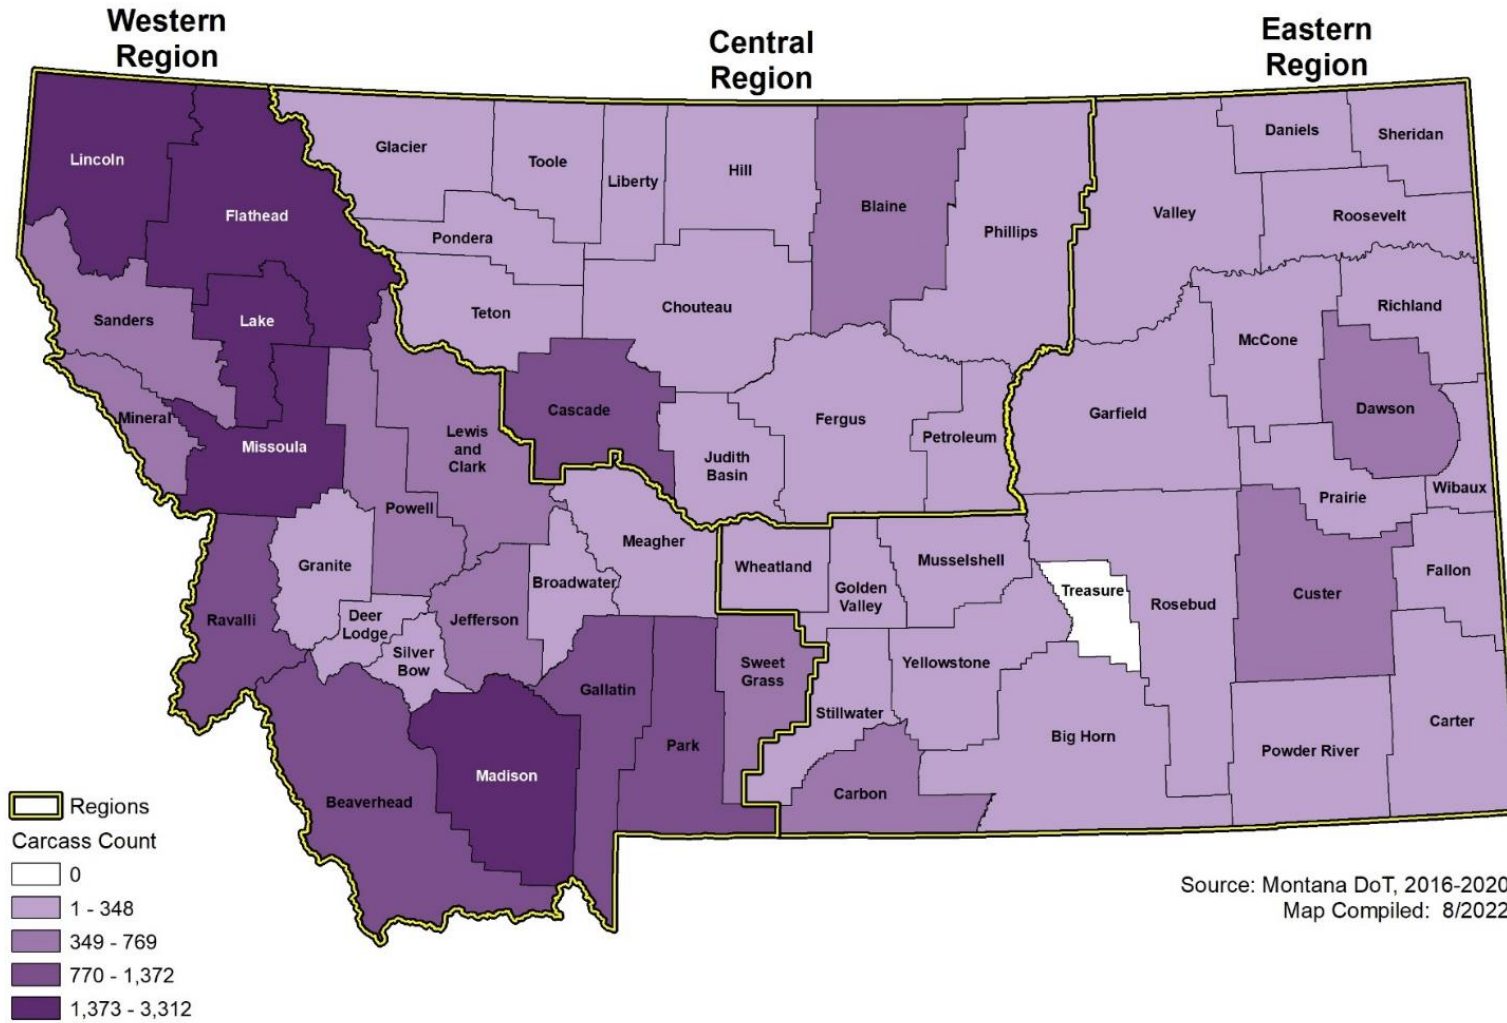 Western
Region
Central
Region
Eastern
Region
Lincoln
Flathead
Glacier
Toole
Liberty
Hill
Blaine
Phillips
Valley
Daniels
Sheridan
Roosevelt
Pondera
Teton
Chouteau
Sanders
Lake
Richland
McCone
Mineral
Missoula
Cascade
Lewis
and
Clark
Judith
Basin
Fergus
Petroleum
Garfield
Dawson
Powell
Prairie
Wibaux
Granite
Meagher
Broadwater
Wheatland
Golden
Valley
Musselshell
Treasure
Rosebud
Custer
Fallon
Ravalli
Deer
Lodge
Jefferson
Silver
Bow
Gallatin
Sweet
Grass
Yellowstone
Stillwater
Park
Madison
Beaverhead
Carbon
Big Horn
Powder River
Carter
Regions
Carcass Count
0
1 - 348
349 - 769
770 - 1,372
1,373 - 3,312
Source: Montana DoT, 2016-2020
Map Compiled: 8/2022